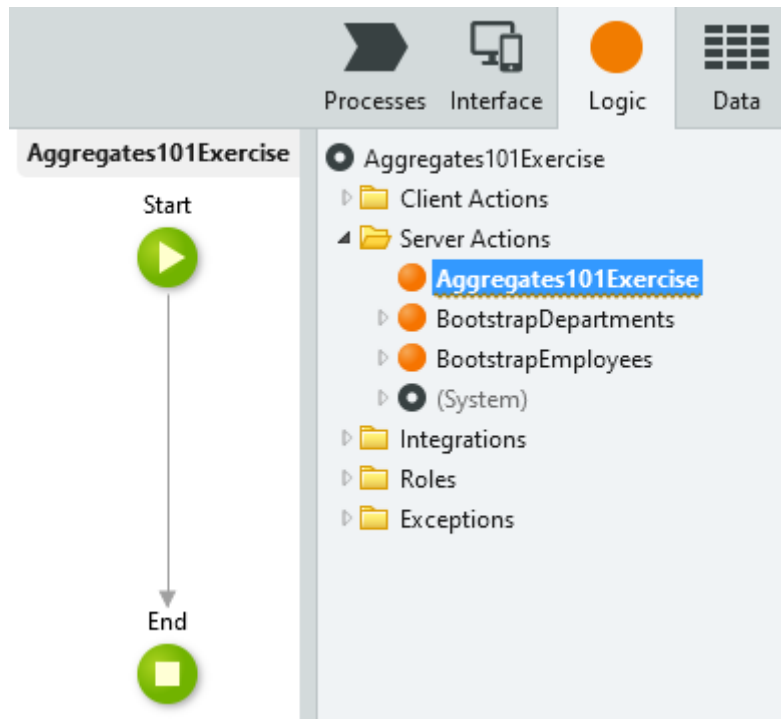 Processes Interface Logic Data
Aggregates101Exercise
Start
End
Aggregates101Exercise
Client Actions
Server Actions
Aggregates101Exercise
BootstrapDepartments
BootstrapEmployees
(System)
Integrations
Roles
Exceptions